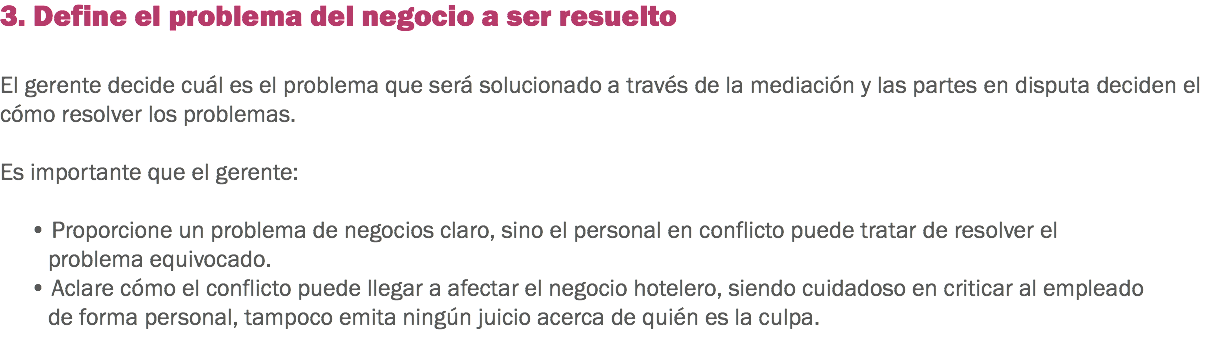 3. Define el problema del negocio a ser resuelto
El gerente decide cuál es el problema que será solucionado a través de la mediación y las partes en disputa deciden el
cómo resolver los problemas.
Es importante que el gerente:
• Proporcione un problema de negocios claro, sino el personal en conflicto puede tratar de resolver el
problema equivocado.
• Aclare cómo el conflicto puede llegar a afectar el negocio hotelero, siendo cuidadoso en criticar al empleado
de forma personal, tampoco emita ningún juicio acerca de quién es la culpa.